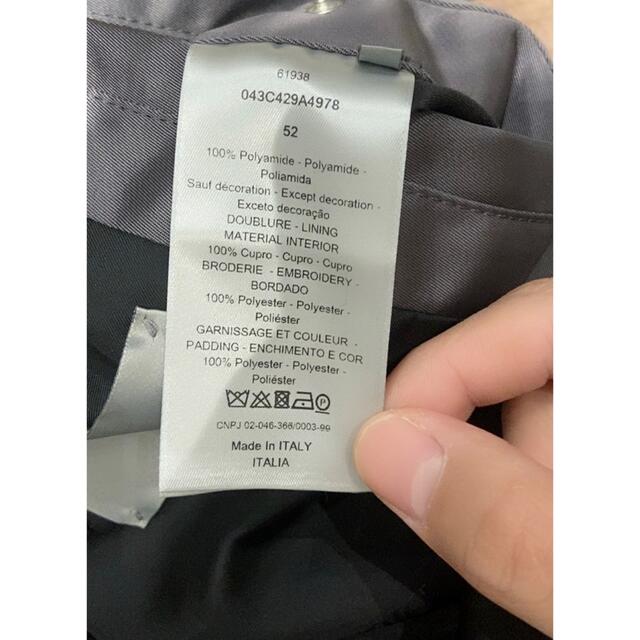 61938
043C429A4978
52
100% Polyamide - Polyamide -
Poliamida
Sauf décoration - Except decoration -
Exceto decoração
DOUBLURE - LINING
MATERIAL INTERIOR
100% Cupro - Cupro - Cupro
BRODERIE - EMBROIDERY -
BORDADO
100% Polyester - Polyester -
Poliéster
GARNISSAGE ET COULEUR -
PADDING - ENCHIMENTO E COR
100% Polyester - Polyester -
Poliéster
CNPJ 02-046-366/0003-99
Made In ITALY
ITALIA